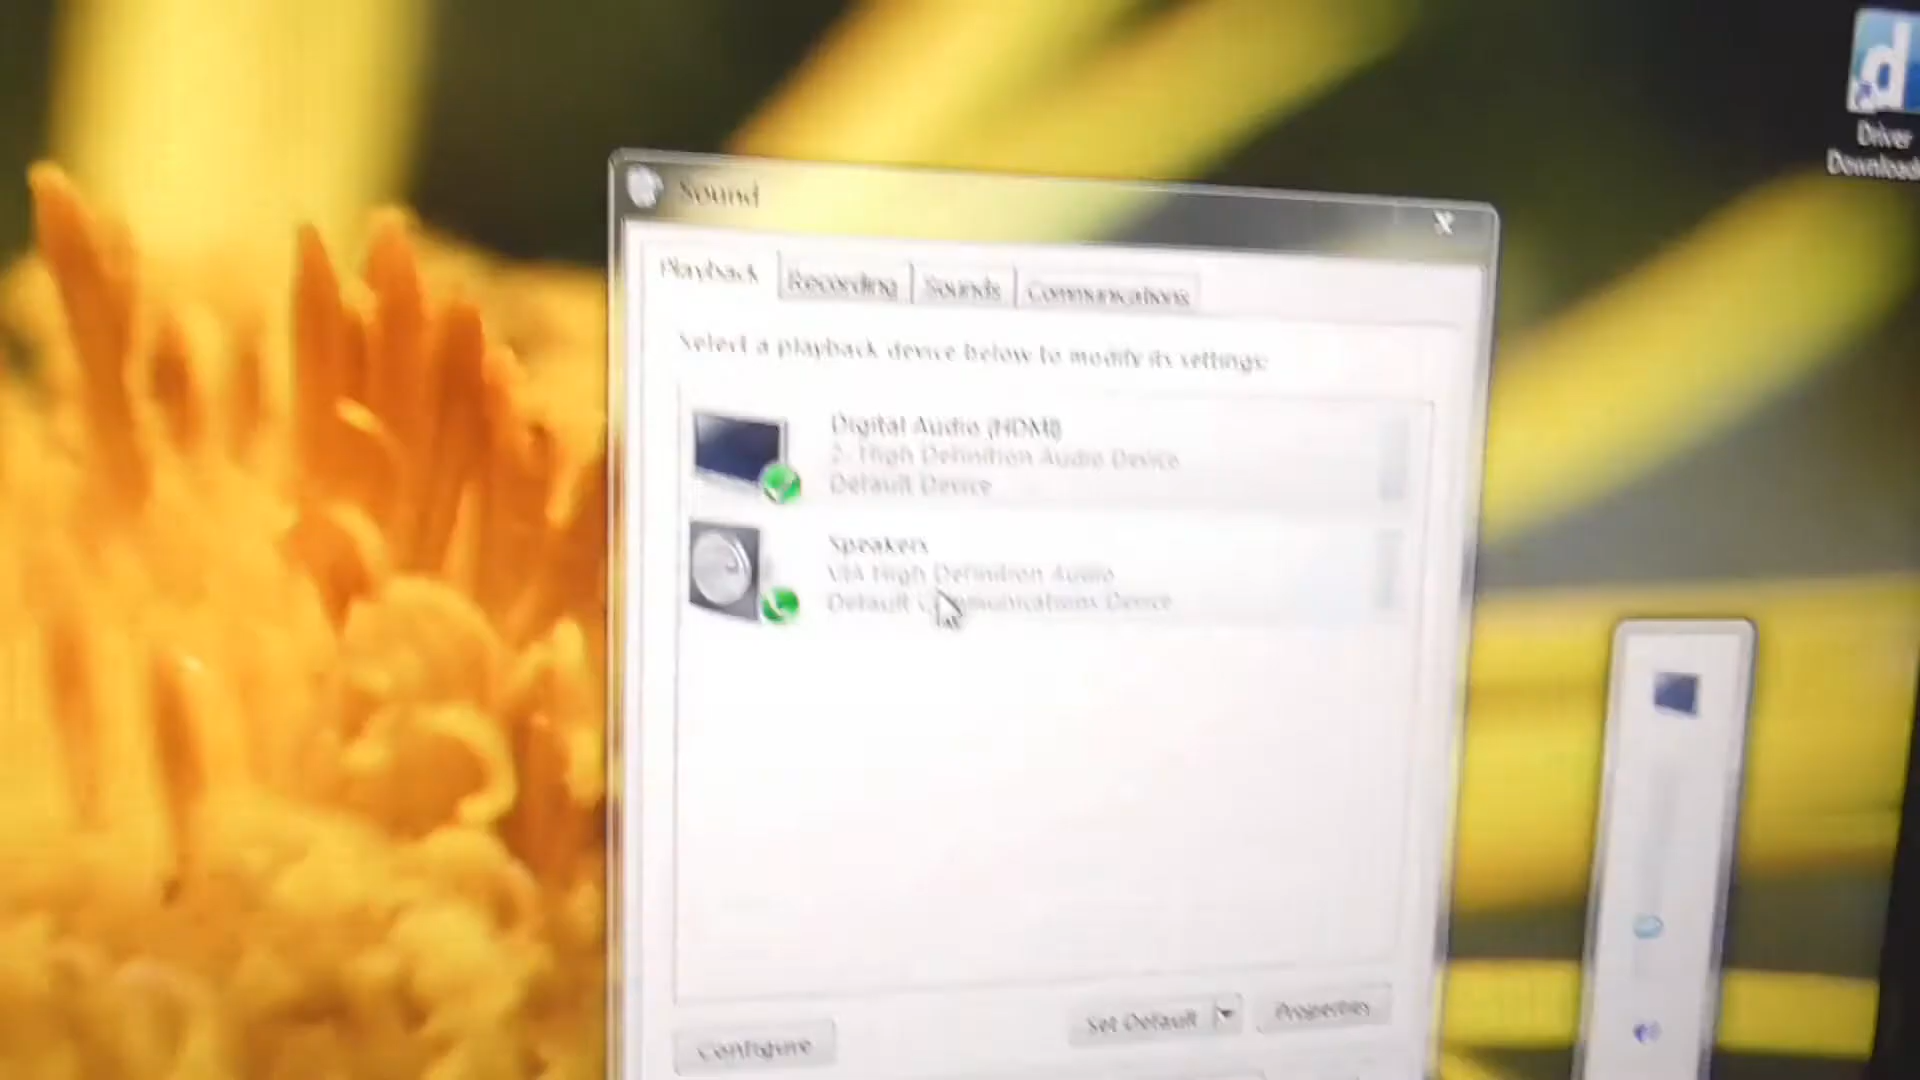 Driver
Download
Sound
Playback
Recording
Sounds
Communications
Select a playback device below to modify its settings:
Digital Audio (HDMI)
2- High Definition Audio Device
Default Device
Speakers
VIA High Definition Audio
Default Communications Device
Set Default
Properties
Configure